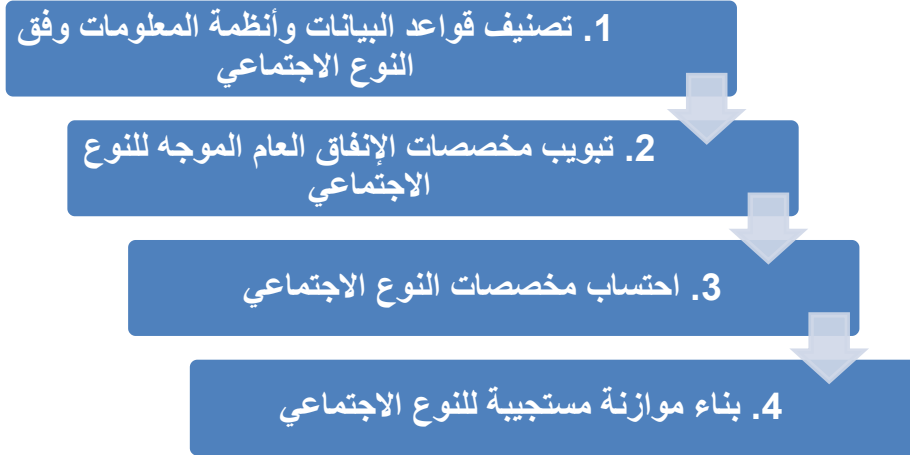 1. تصنيف قواعد البيانات وأنظمة المعلومات وفق
النوع الاجتماعي
2. تبويب مخصصات الإنفاق العام الموجه للنوع
الاجتماعي
3. احتساب مخصصات النوع الاجتماعي
4. بناء موازنة مستجيبة للنوع الاجتماعي